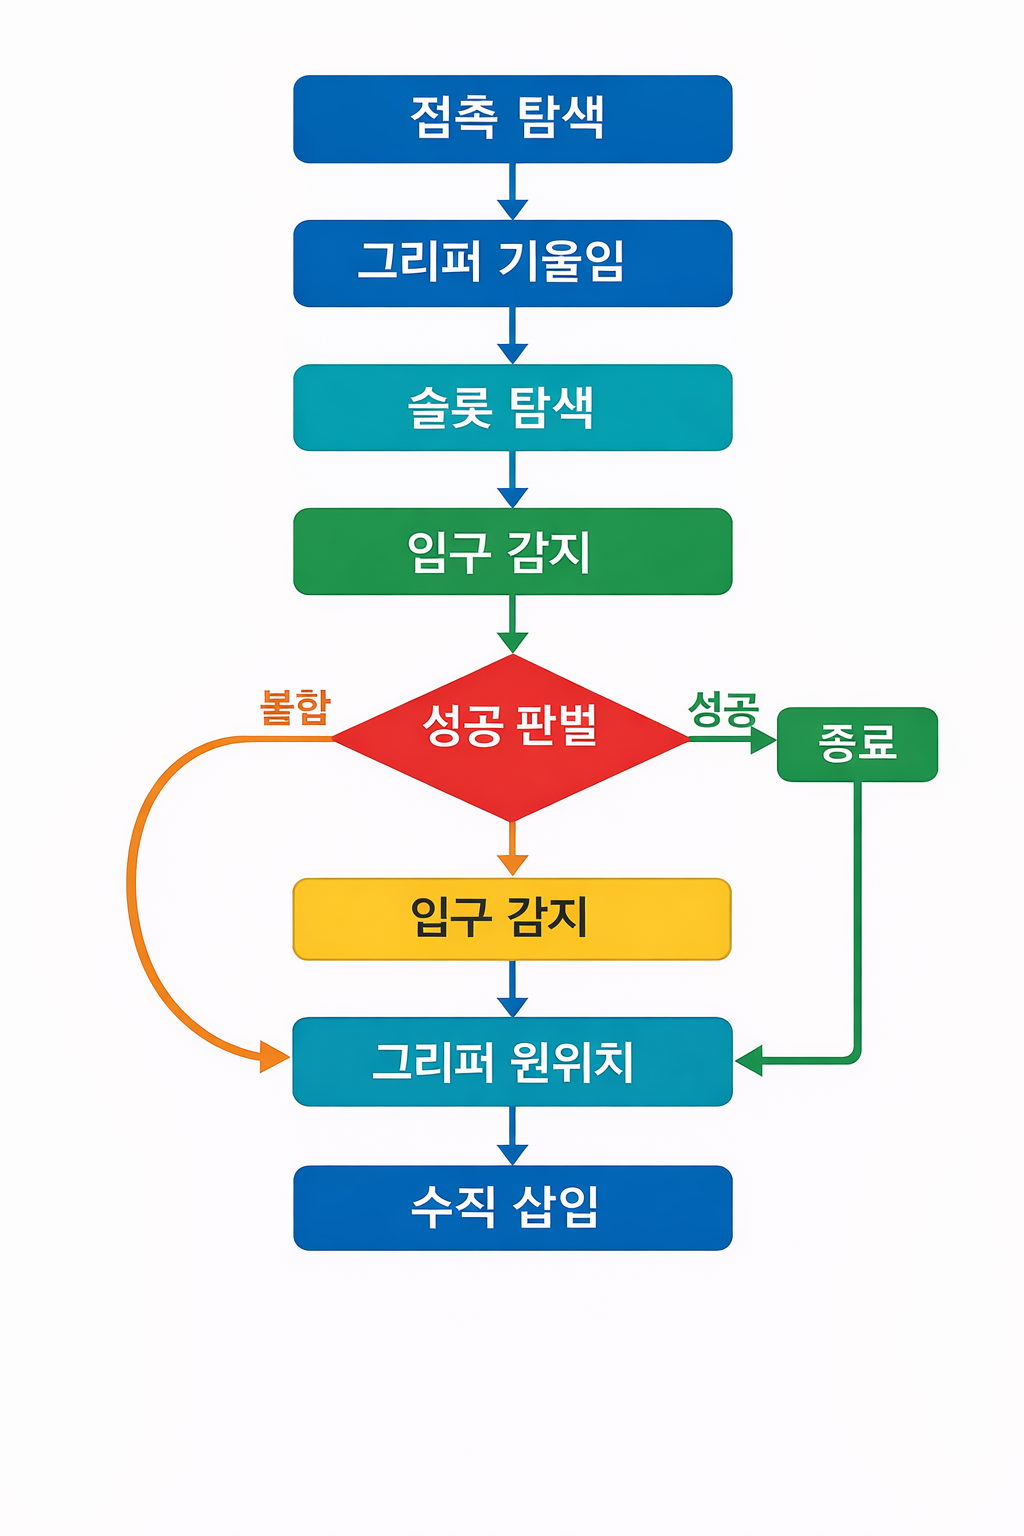 접촉 탐색
그리퍼 기울임
슬롯 탐색
입구 감지
성공 판벌
볼합
성공
종료
입구 감지
그리퍼 원위치
수직 삽입